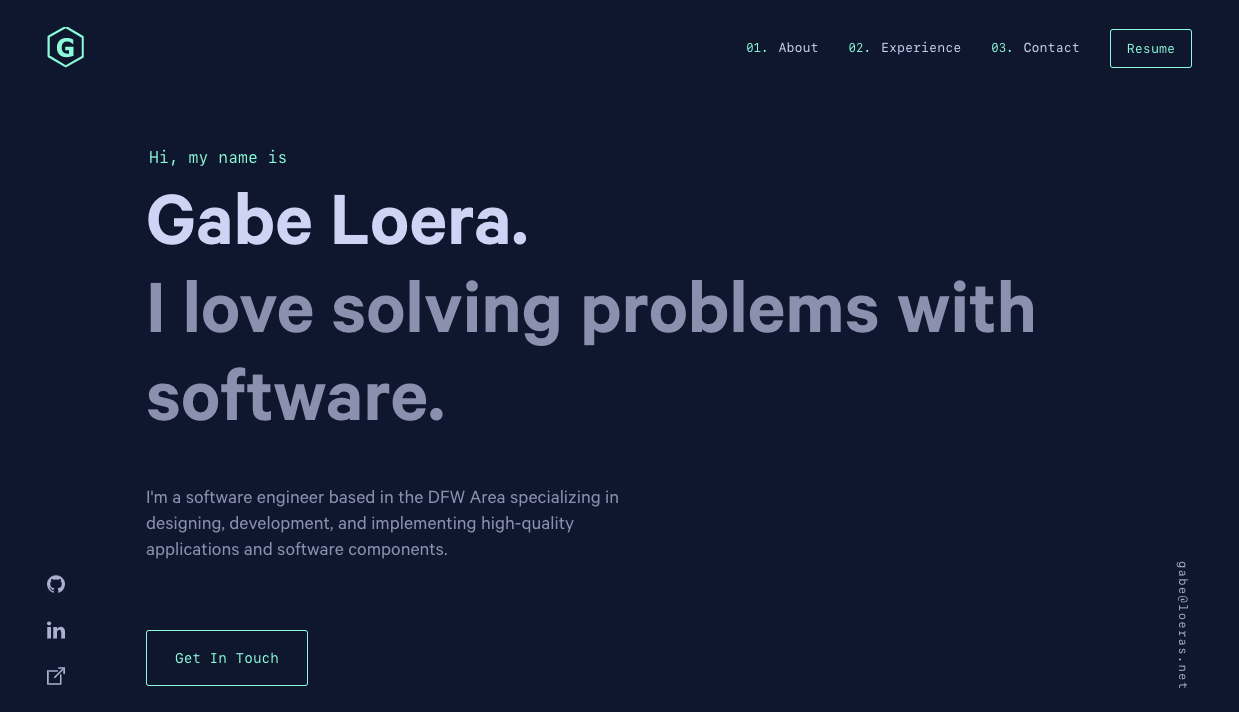 G
01. About 02. Experience 03. Contact Resume
Hi, my name is
Gabe Loera.
I love solving problems with
software.
I'm a software engineer based in the DFW Area specializing in
designing, development, and implementing high-quality
applications and software components.
Get In Touch
gabe@loeras.net